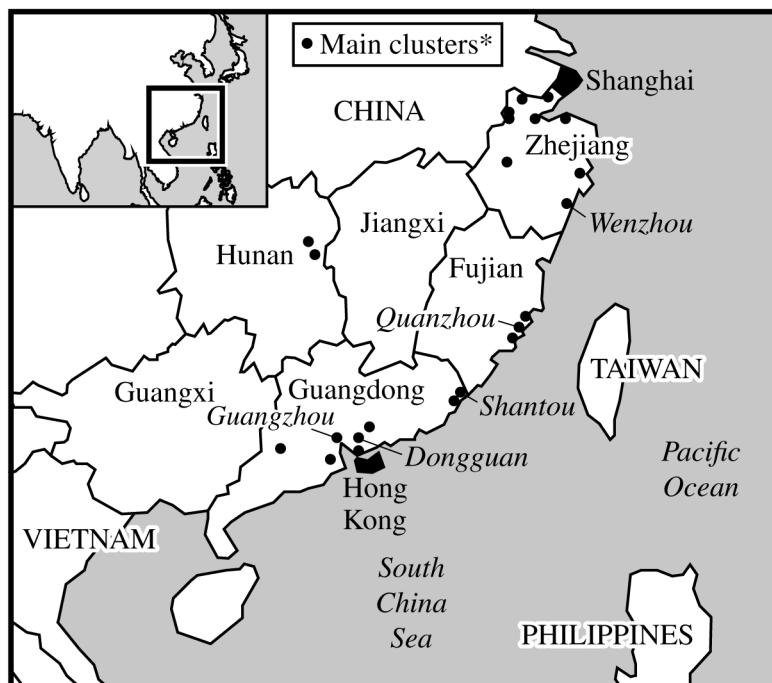 • Main clusters*
Shanghai
CHINA
Zhejiang
Jiangxi
Wenzhou
Hunan
Fujian
Quanzhou
TAIWAN
Guangxi
Guangdong
Shantou
Guangzhou
Dongguan
Pacific
Ocean
Hong
Kong
VIETNAM
South
China
Sea
PHILIPPINES